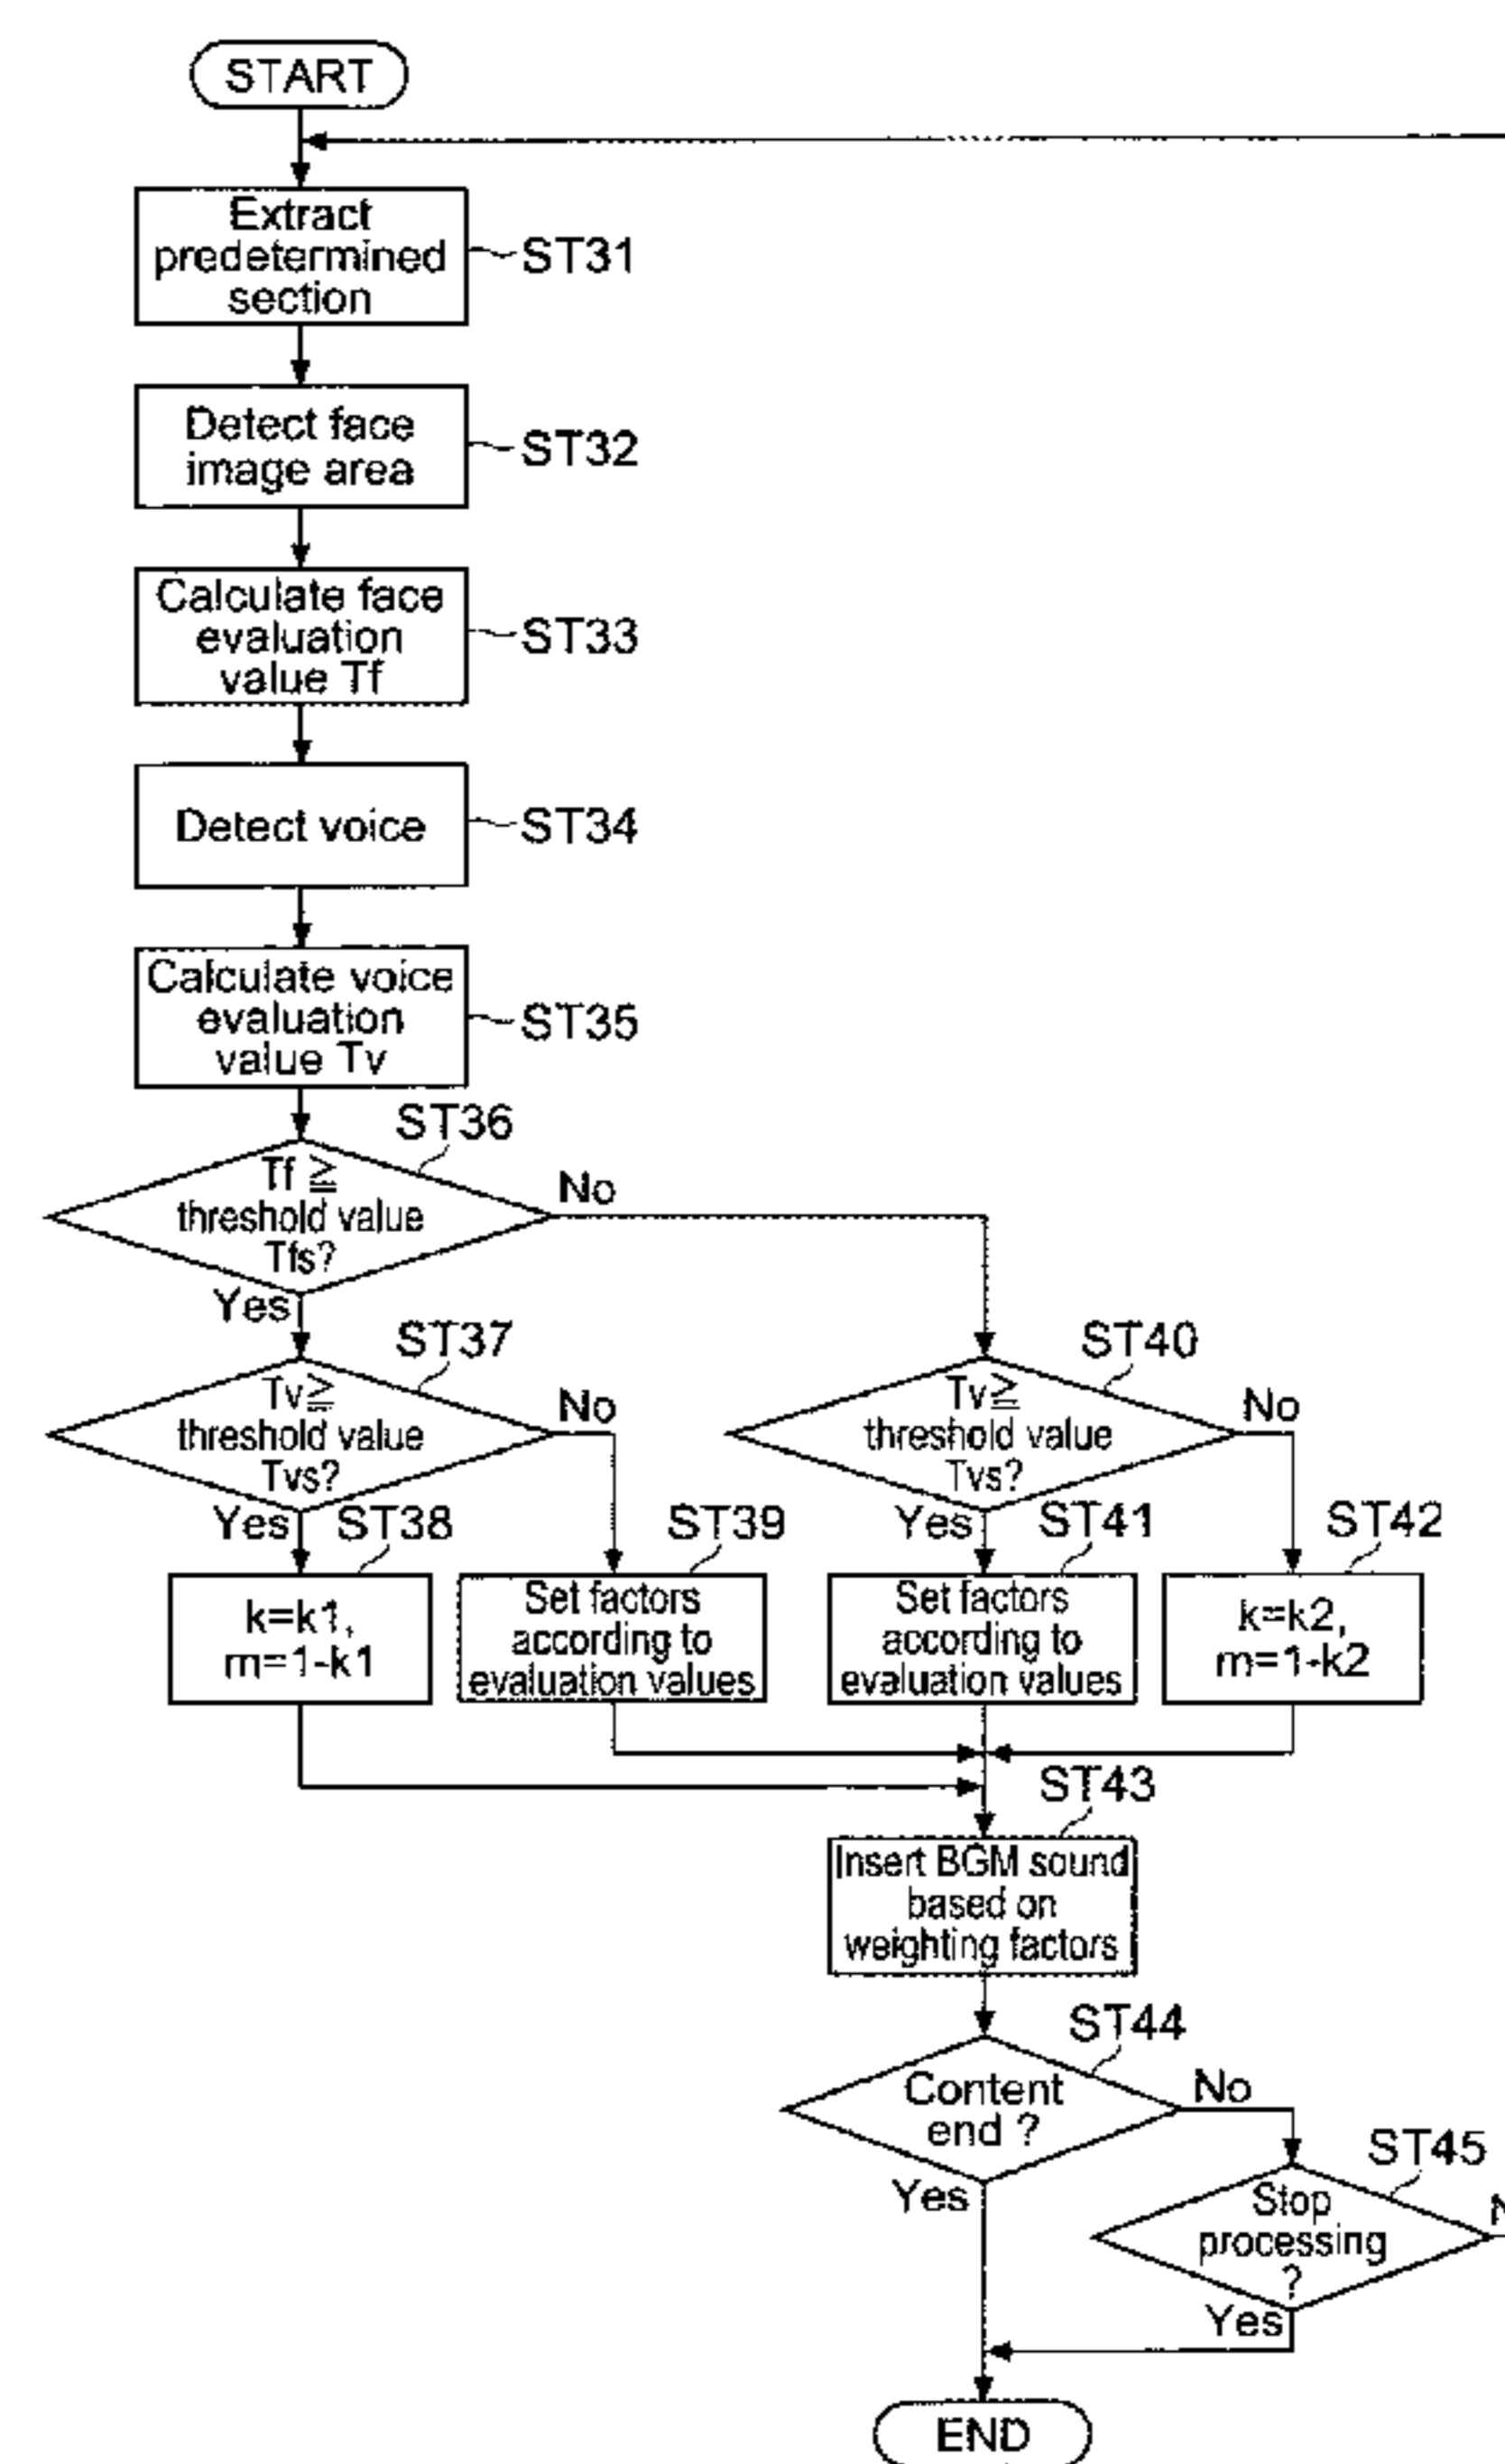 START
Extract
predetermined
section
ST31
Detect face
image area
ST32
Calculate face
evaluation
value Tf
ST33
Detect voice
ST34
Calculate voice
evaluation
value Tv
ST35
ST36
Tf ≧
threshold value
Tfs?
No
Yes
ST37
Tv≧
threshold value
Tvs?
No
Yes
ST40
Tv≧
threshold value
Tvs?
No
Yes
ST38
k=k1,
m=1-k1
ST39
Set factors
according to
evaluation values
ST41
Set factors
according to
evaluation values
ST42
k=k2,
m=1-k2
ST43
Insert BGM sound
based on
weighting factors
ST44
Content
end ?
No
Yes
ST45
Stop
processing
?
Yes
END